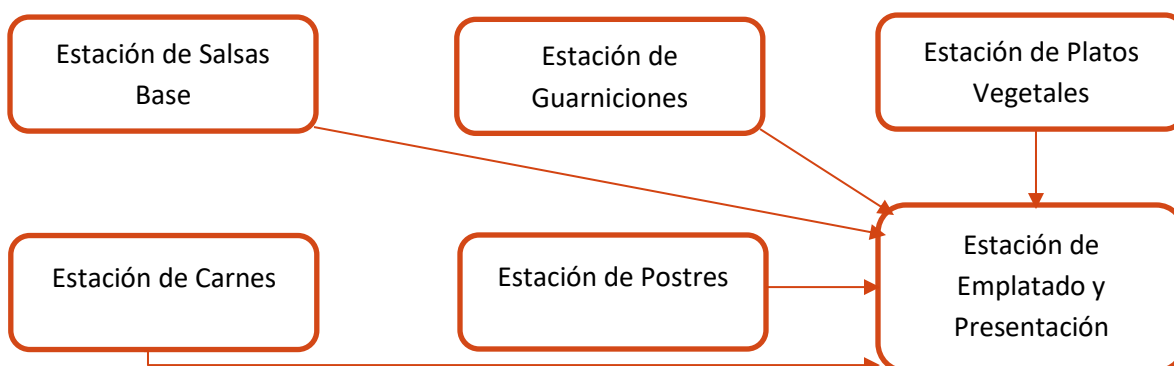 Estación de Salsas
Base
Estación de
Guarniciones
Estación de Platos
Vegetales
Estación de Carnes
Estación de Postres
Estación de
Emplatado y
Presentación